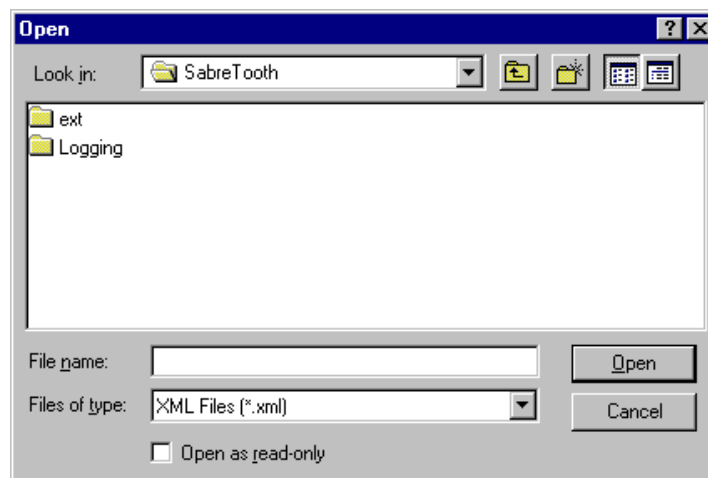 Open
Look in: SabreTooth
ext
Logging
File name: Open
Files of type: XML Files (*.xml) Cancel
Open as read-only